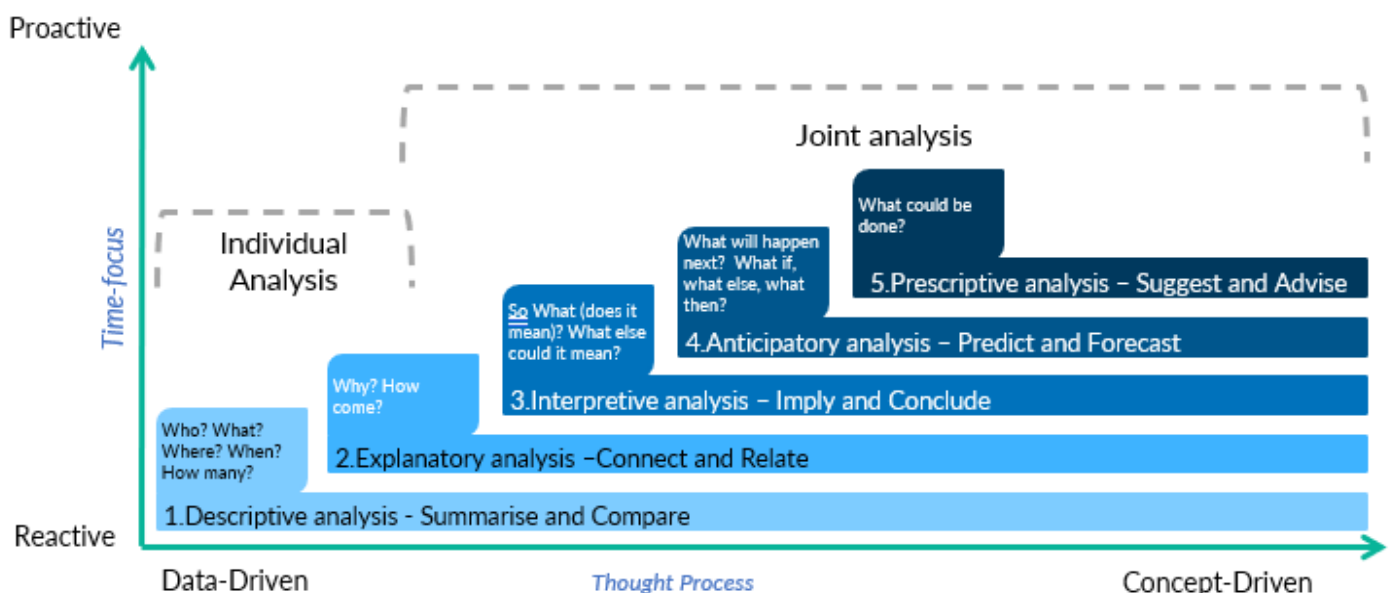 Proactive
Joint analysis
What could be
done?
Individual
Analysis
What will happen
next? What if,
what else, what
then?
5.Prescriptive analysis – Suggest and Advise
Time-focus
So What (does it
mean)? What else
could it mean?
4.Anticipatory analysis – Predict and Forecast
Why? How
come?
3.Interpretive analysis – Imply and Conclude
Who? What?
Where? When?
How many?
2.Explanatory analysis –Connect and Relate
1.Descriptive analysis - Summarise and Compare
Reactive
Data-Driven
Thought Process
Concept-Driven